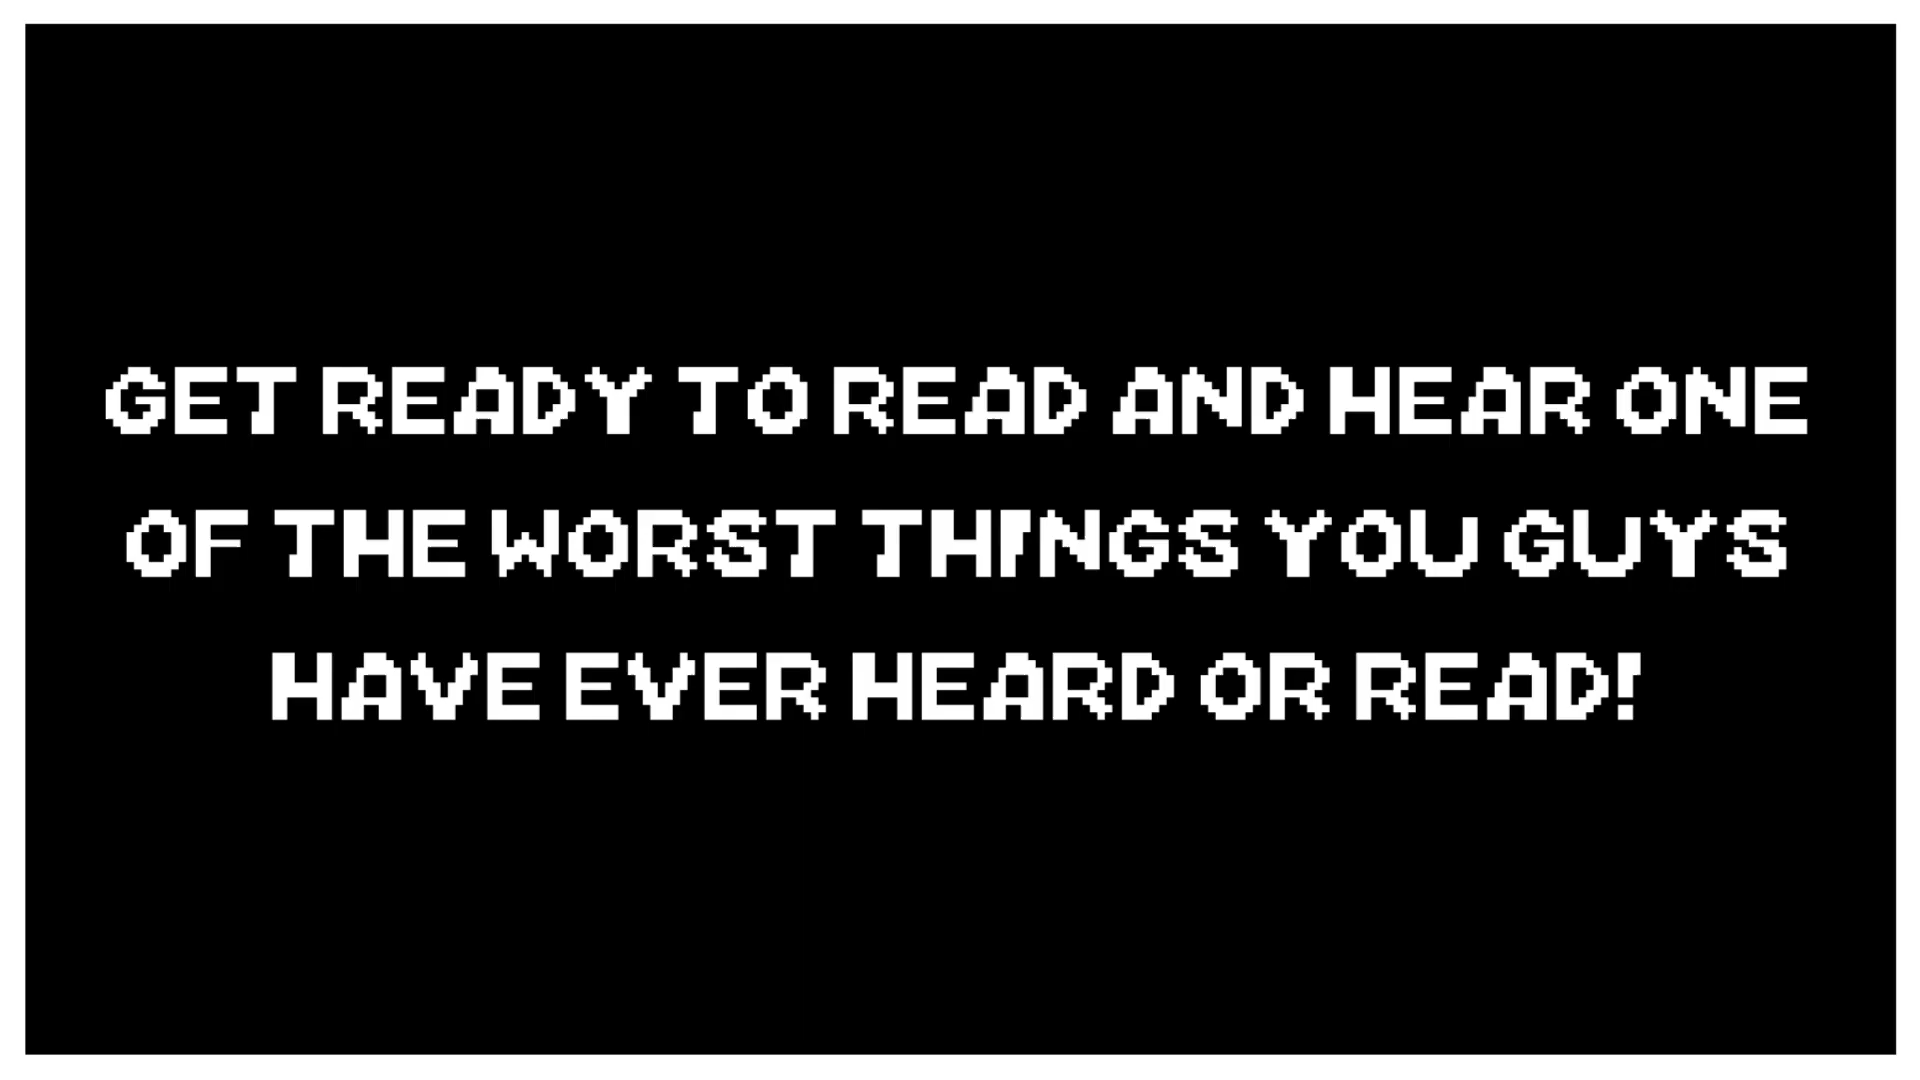 GET READY TO READ AND HEAR ONE
OF THE WORST THINGS YOU GUYS
HAVE EVER HEARD OR READ!